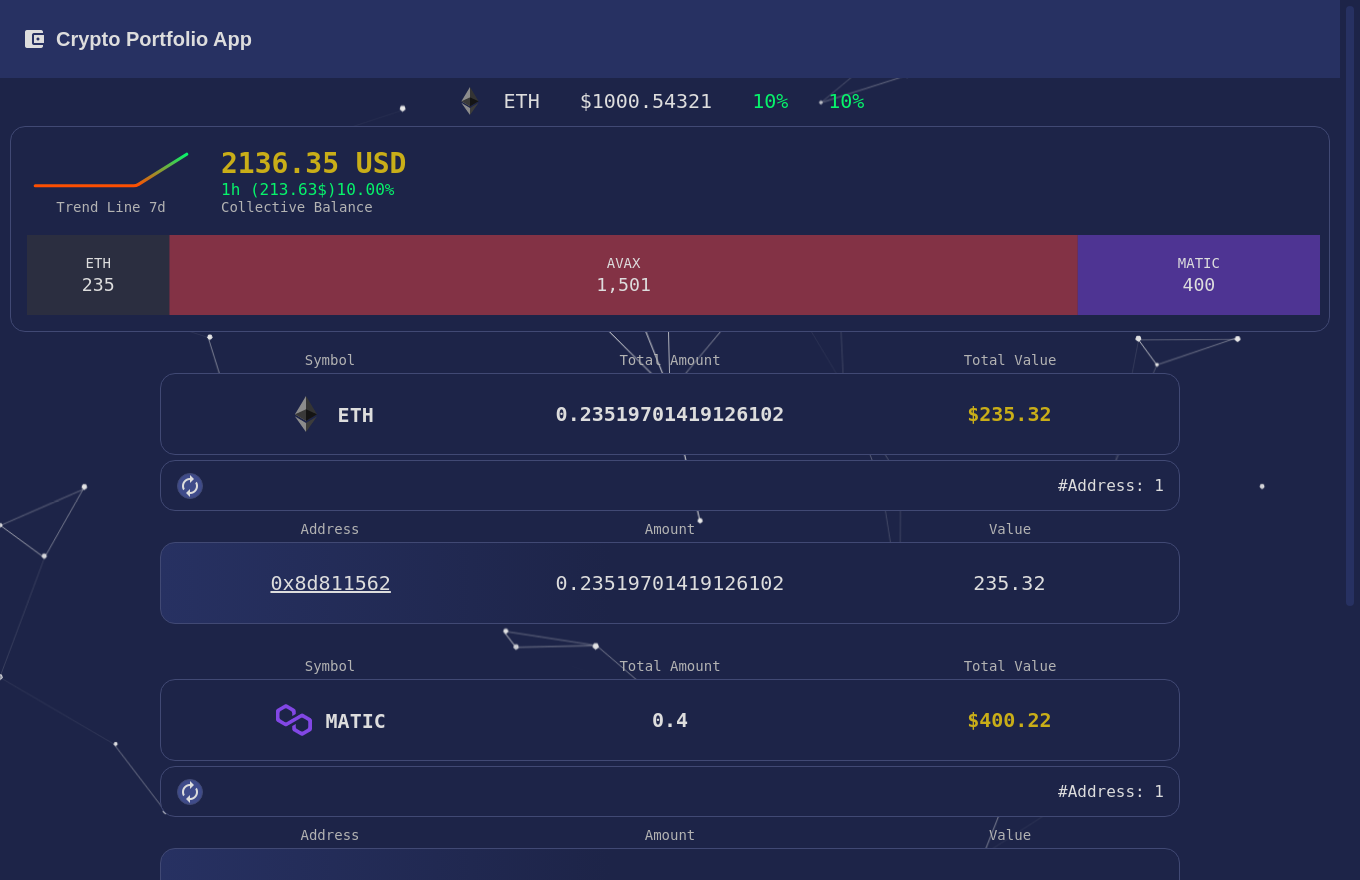 Crypto Portfolio App
ETH $1000.54321 10% 10%
2136.35 USD
1h (213.63$)10.00%
Trend Line 7d
Collective Balance
ETH
235
AVAX
1,501
MATIC
400
Symbol Total Amount Total Value
ETH 0.23519701419126102 $235.32
#Address: 1
Address Amount Value
0x8d811562 0.23519701419126102 235.32
Symbol Total Amount Total Value
MATIC 0.4 $400.22
#Address: 1
Address Amount Value